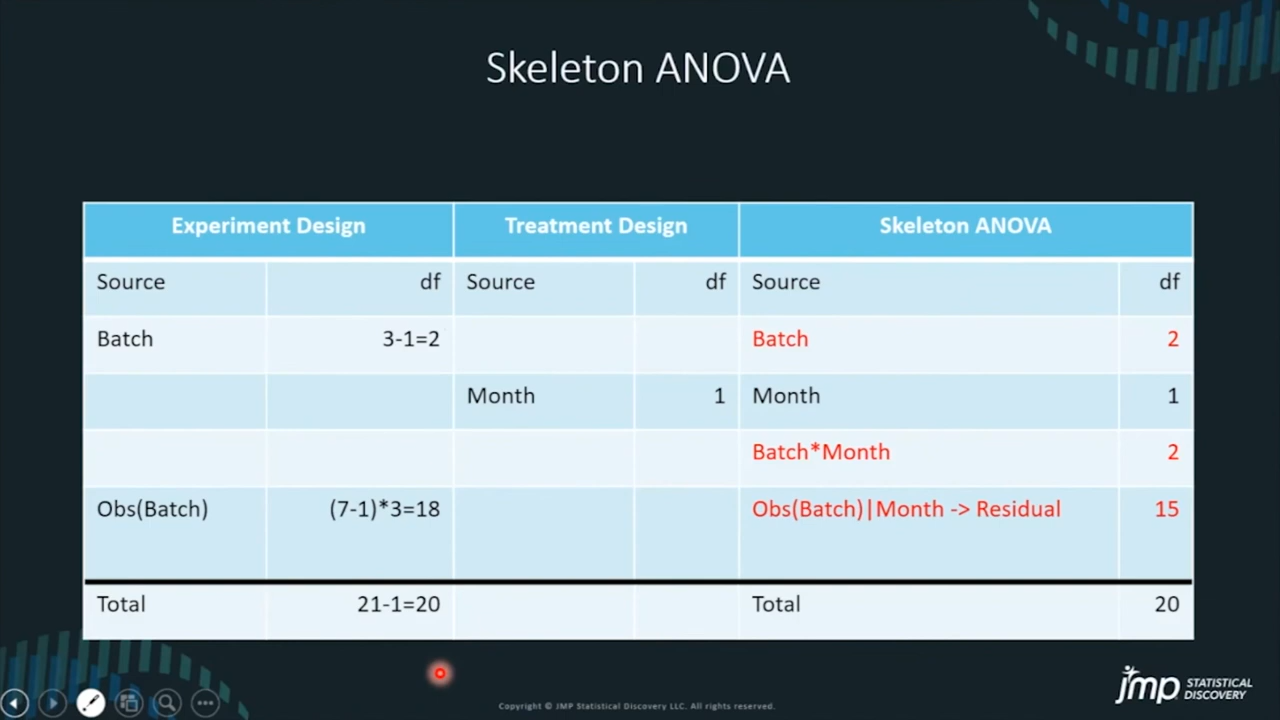 Skeleton ANOVA
Experiment Design Treatment Design Skeleton ANOVA
Source df Source df Source df
Batch 3-1=2 Batch 2
Month 1 Month 1
Batch*Month 2
Obs(Batch) (7-1)*3=18 Obs(Batch)|Month -> Residual 15
Total 21-1=20 Total 20
jmp STATISTICAL DISCOVERY
Copyright © JMP Statistical Discovery LLC. All rights reserved.